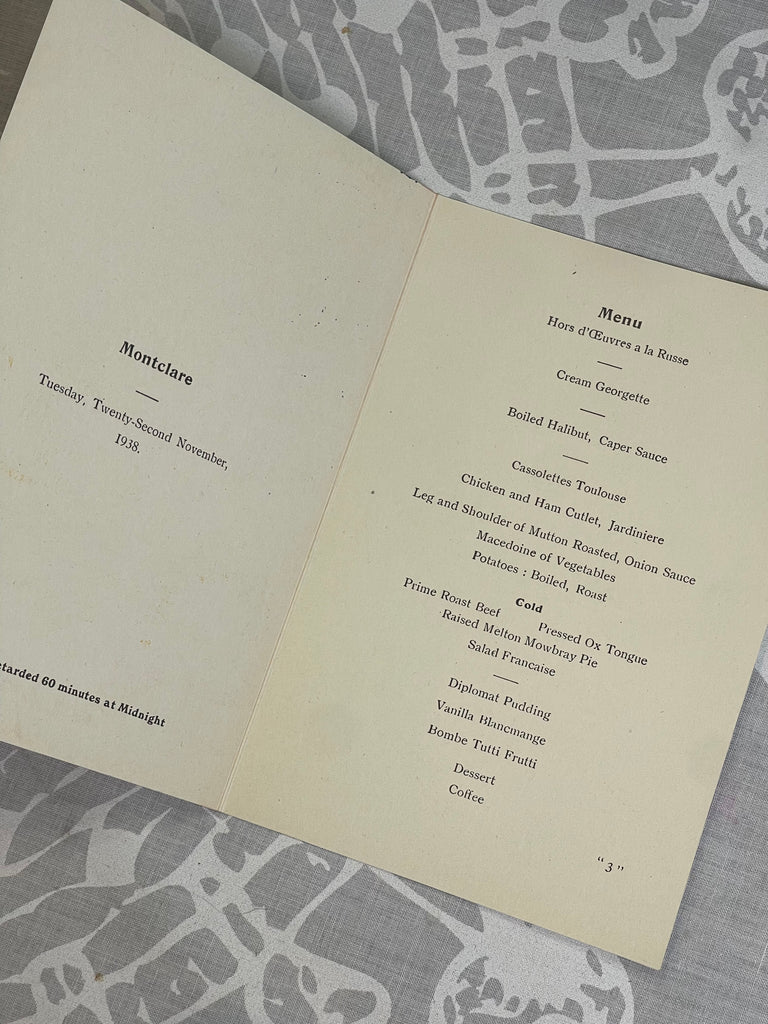 Montclare
Tuesday, Twenty-Second November,
1938.
etarded 60 minutes at Midnight
Menu
Hors d'Œuvres a la Russe
Cream Georgette
Boiled Halibut, Caper Sauce
Cassolettes Toulouse
Chicken and Ham Cutlet, Jardiniere
Leg and Shoulder of Mutton Roasted, Onion Sauce
Macedoine of Vegetables
Potatoes : Boiled, Roast
Cold
Prime Roast Beef Pressed Ox Tongue
Raised Melton Mowbray Pie
Salad Francaise
Diplomat Pudding
Vanilla Blancmange
Bombe Tutti Frutti
Dessert
Coffee
"3"